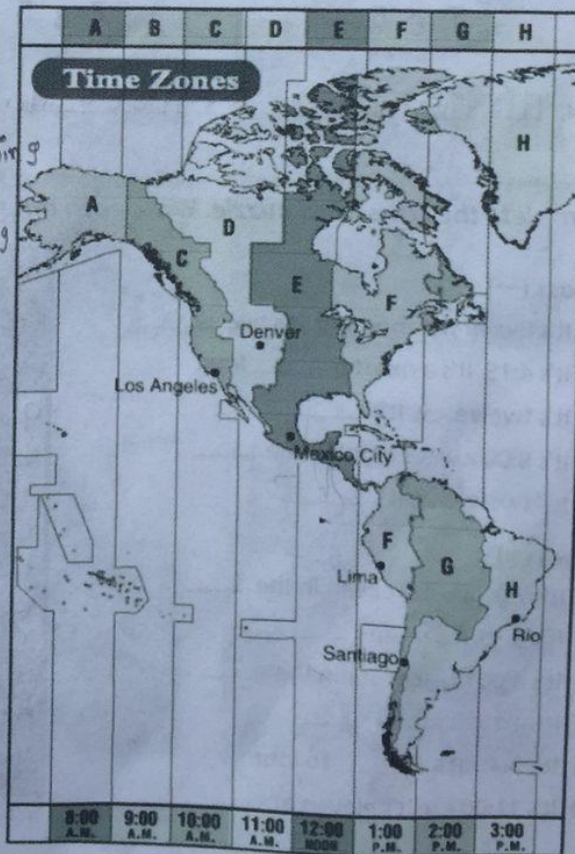 A B C D E F G H
Time Zones
H
A
D
C
E
F
Denver
Los Angeles
Mexico City
F
G
Lima
H
Rio
Santiago
8:00 9:00 10:00 11:00 12:00 1:00 2:00 3:00
A.M. A.M. A.M. A.M. NOON P.M. P.M. P.M.